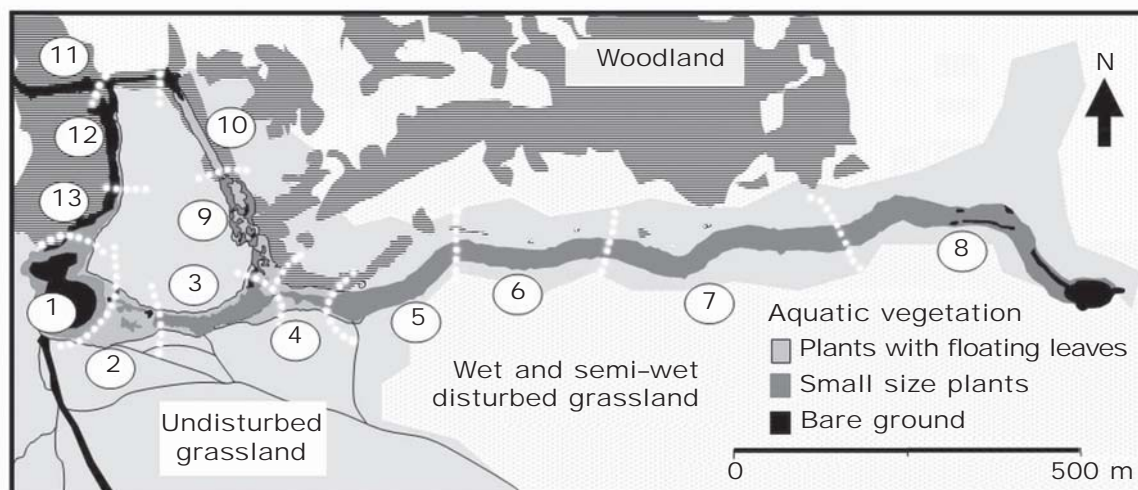 11
Woodland
N
12
10
13
9
8
3
1
6
7
5
4
2
Aquatic vegetation
Plants with floating leaves
Small size plants
Bare ground
Wet and semi-wet
disturbed grassland
Undisturbed
grassland
0
500 m